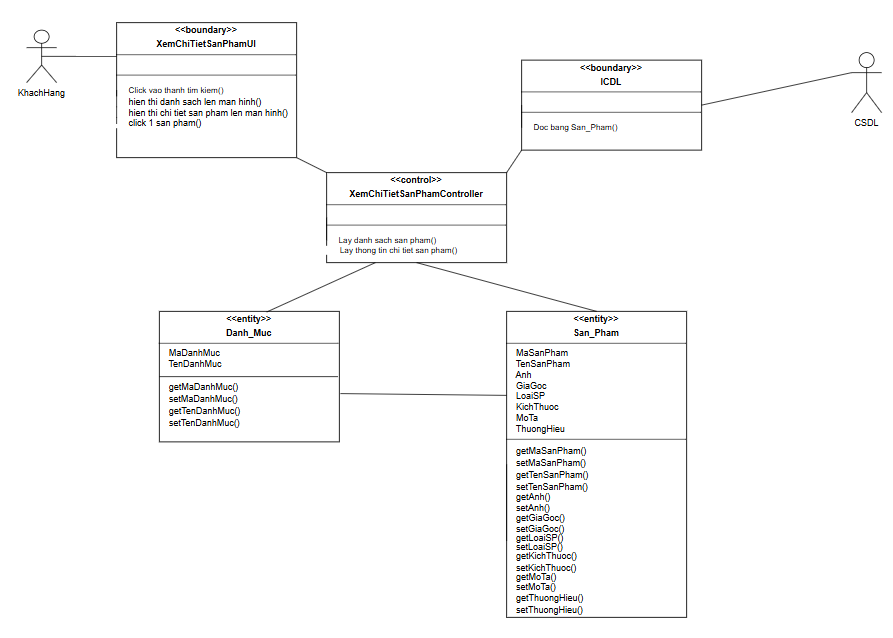 <<boundary>>
XemChiTietSanPhamUI
Click vao thanh tim kiem()
hien thi danh sach len man hinh()
hien thi chi tiet san pham len man hinh()
click 1 san pham()
KhachHang
<<boundary>>
ICDL
Doc bang San_Pham()
CSDL
<<control>>
XemChiTietSanPhamController
Lay danh sach san pham()
Lay thong tin chi tiet san pham()
<<entity>>
Danh_Muc
MaDanhMuc
TenDanhMuc
getMaDanhMuc()
setMaDanhMuc()
getTenDanhMuc()
setTenDanhMuc()
<<entity>>
San_Pham
MaSanPham
TenSanPham
Anh
GiaGoc
LoaiSP
KichThuoc
MoTa
ThuongHieu
getMaSanPham()
setMaSanPham()
getTenSanPham()
setTenSanPham()
getAnh()
setAnh()
getGiaGoc()
setGiaGoc()
getLoaiSP()
setLoaiSP()
getKichThuoc()
setKichThuoc()
getMoTa()
setMoTa()
getThuongHieu()
setThuongHieu()